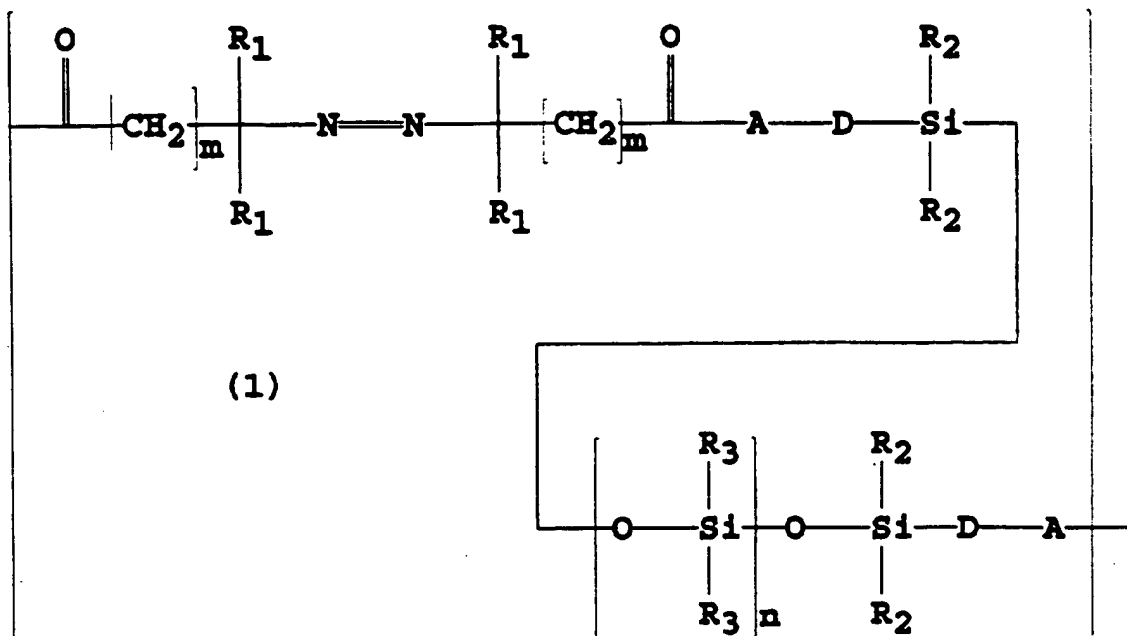 O R₁ R₁ O R₂
CH₂ m N N CH₂ m A D Si
R₁ R₁ R₂
(1)
R₃ R₂
O Si O Si D A
R₃ n R₂